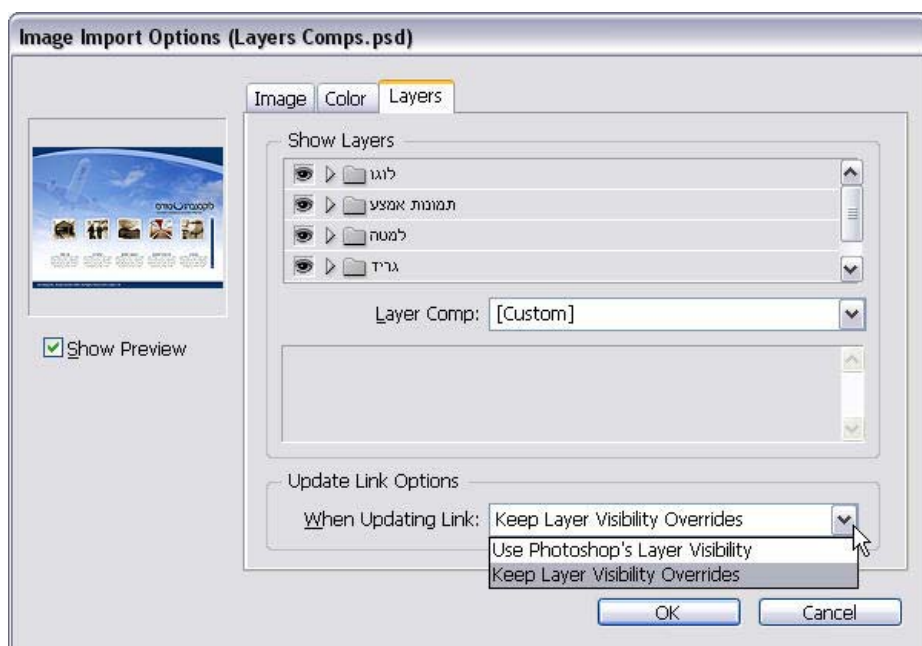 Image Import Options (Layers Comps.psd)
Image
Color
Layers
Show Layers
לוגו
תמונות אמצע
למטה
גריד
Layer Comp:
[Custom]
Show Preview
Update Link Options
When Updating Link:
Keep Layer Visibility Overrides
Use Photoshop's Layer Visibility
Keep Layer Visibility Overrides
OK
Cancel